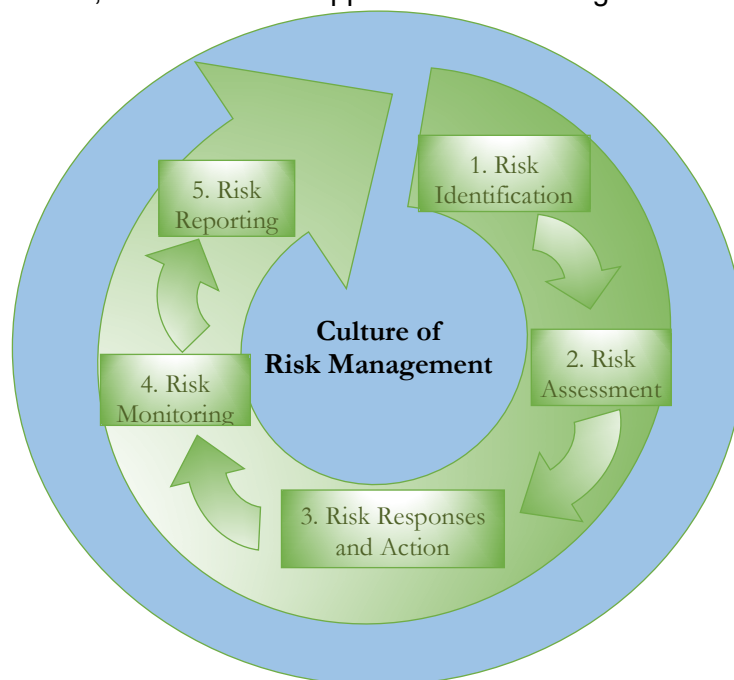 1. Risk
Identification
2. Risk
Assessment
3. Risk Responses
and Action
4. Risk
Monitoring
5. Risk
Reporting
Culture of
Risk Management